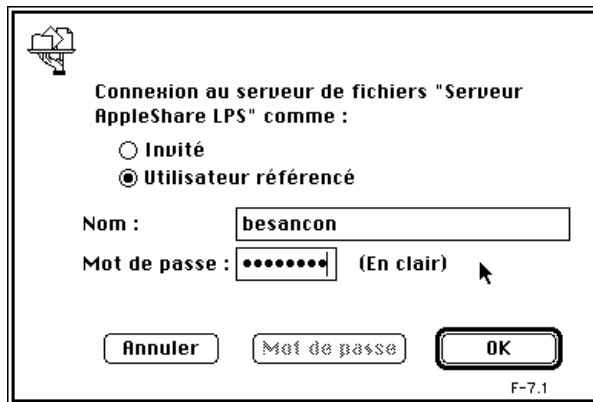 Connexion au serveur de fichiers "Serveur
AppleShare LPS" comme :
Invité
Utilisateur référencé
Nom : besancon
Mot de passe : •••••••• (En clair)
Annuler Mot de passe OK
F-7.1